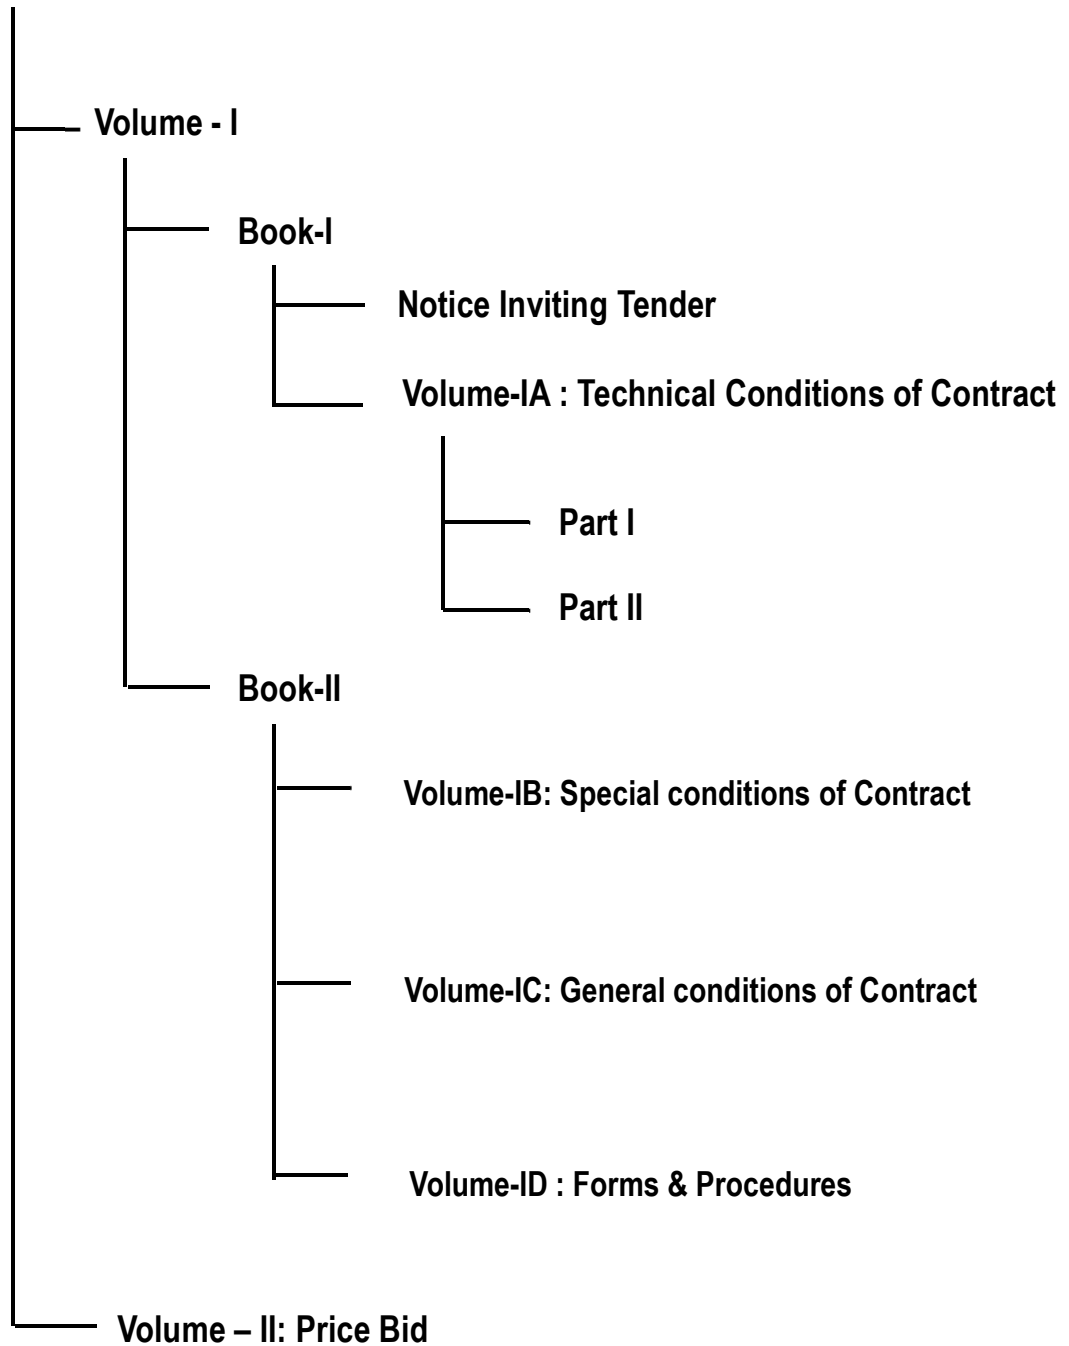 Volume - I
Book-I
Notice Inviting Tender
Volume-IA : Technical Conditions of Contract
Part I
Part II
Book-II
Volume-IB: Special conditions of Contract
Volume-IC: General conditions of Contract
Volume-ID : Forms & Procedures
Volume – II: Price Bid